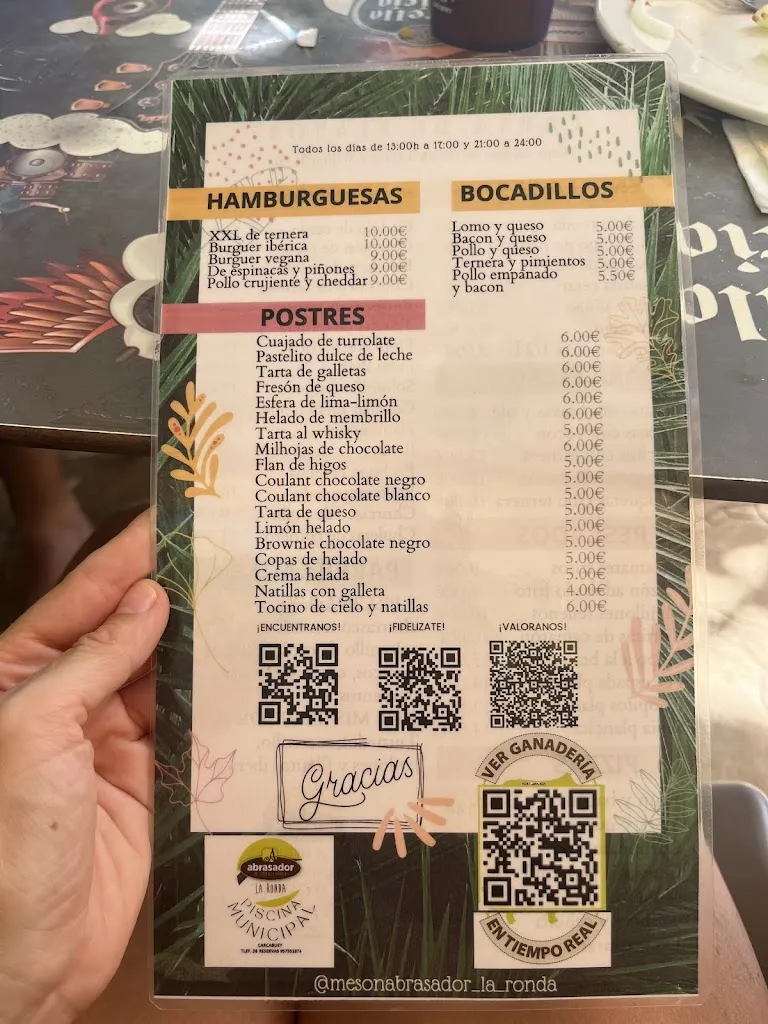 Todos los días de 13:00h a 17:00 y 21:00 a 24:00
HAMBURGUESAS
XXL de ternera 10.00€
Burguer ibérica 10.00€
Burguer vegana 9.00€
De espinacas y piñones 9.00€
Pollo crujiente y cheddar 9.00€
BOCADILLOS
Lomo y queso 5.00€
Bacon y queso 5.00€
Pollo y queso 5.00€
Ternera y pimientos 5.00€
Pollo empanado 5.50€
y bacon
POSTRES
Cuajado de turrolate 6.00€
Pastelito dulce de leche 6.00€
Tarta de galletas 6.00€
Fresón de queso 6.00€
Esfera de lima-limón 6.00€
Helado de membrillo 6.00€
Tarta al whisky 5.00€
Milhojas de chocolate 6.00€
Flan de higos 5.00€
Coulant chocolate negro 5.00€
Coulant chocolate blanco 5.00€
Tarta de queso 5.00€
Limón helado 5.00€
Brownie chocolate negro 5.00€
Copas de helado 5.00€
Crema helada 5.00€
Natillas con galleta 4.00€
Tocino de cielo y natillas 6.00€
¡ENCUENTRANOS! ¡FIDELIZATE! ¡VALORANOS!
Gracias
VER GANADERÍA
EN TIEMPO REAL
abrasador
LA RONDA
PISCINA
MUNICIPAL
CARCABUEY
TLEF. DE RESERVAS 957553374
@mesonabrasador_la_ronda